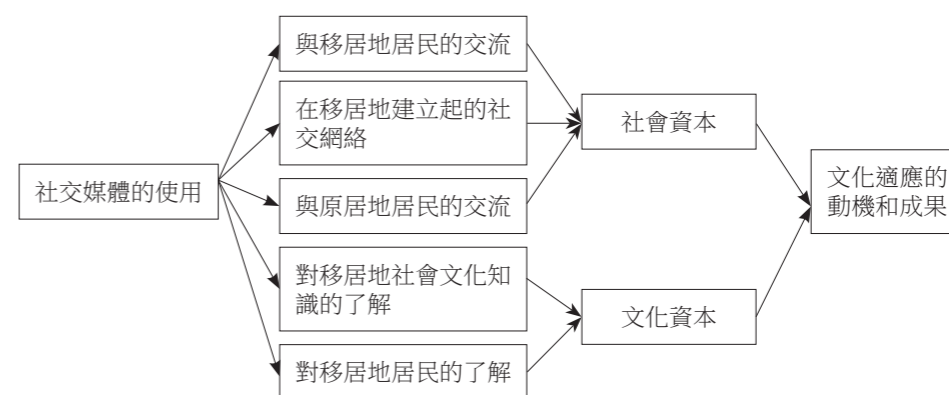 與移居地居民的交流
在移居地建立起的社
交網絡
社會資本
社交媒體的使用
與原居地居民的交流
文化適應的
動機和成果
對移居地社會文化知
識的了解
文化資本
對移居地居民的了解